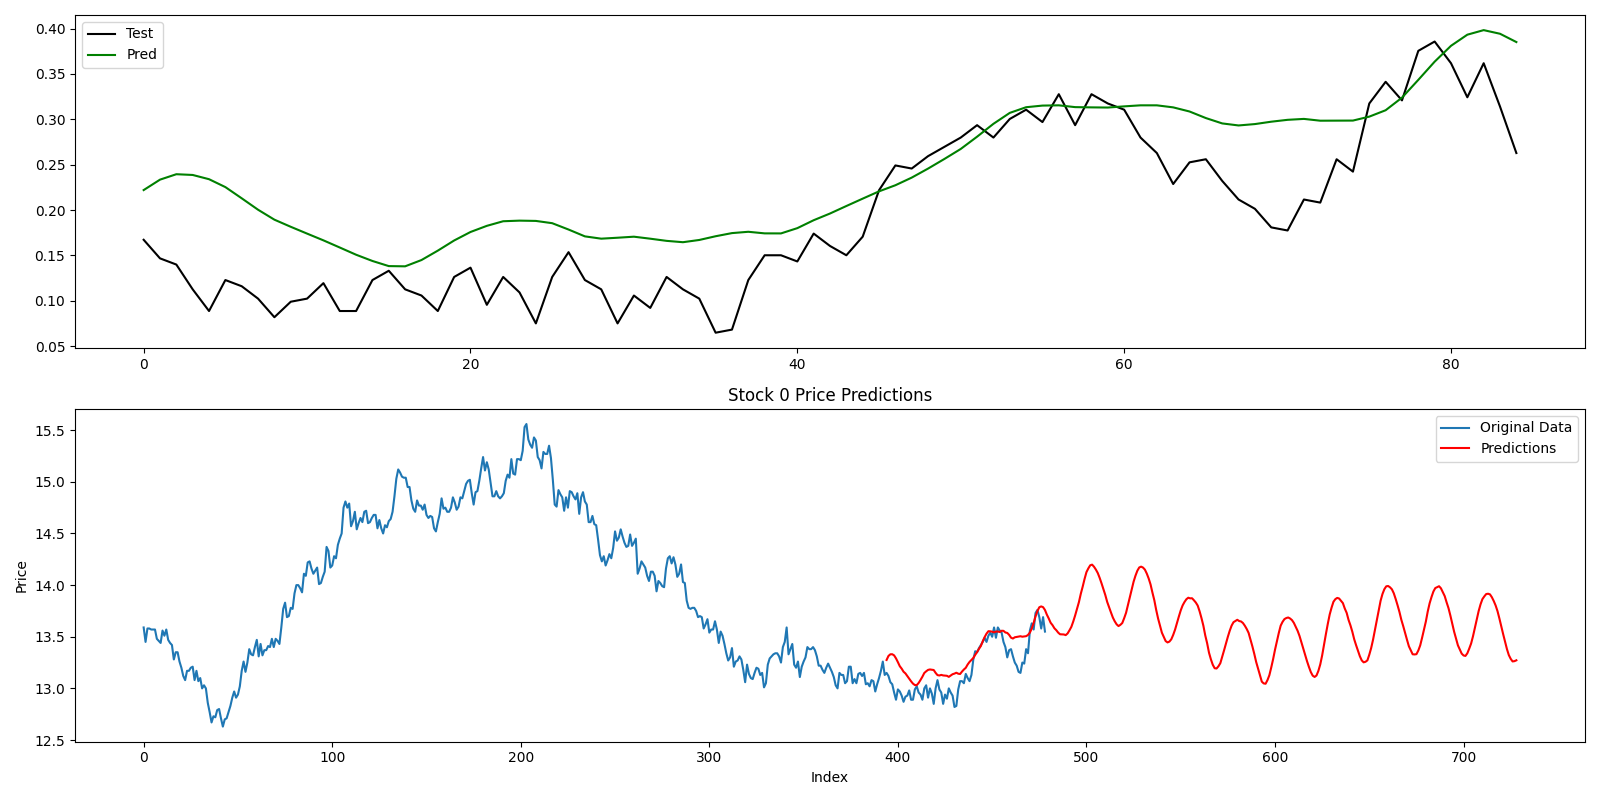 Test
Pred
0.40
0.35
0.30
0.25
0.20
0.15
0.10
0.05
0 20 40 60 80
Stock 0 Price Predictions
Original Data
Predictions
15.5
15.0
14.5
14.0
13.5
13.0
12.5
Price
0 100 200 300 400 500 600 700
Index